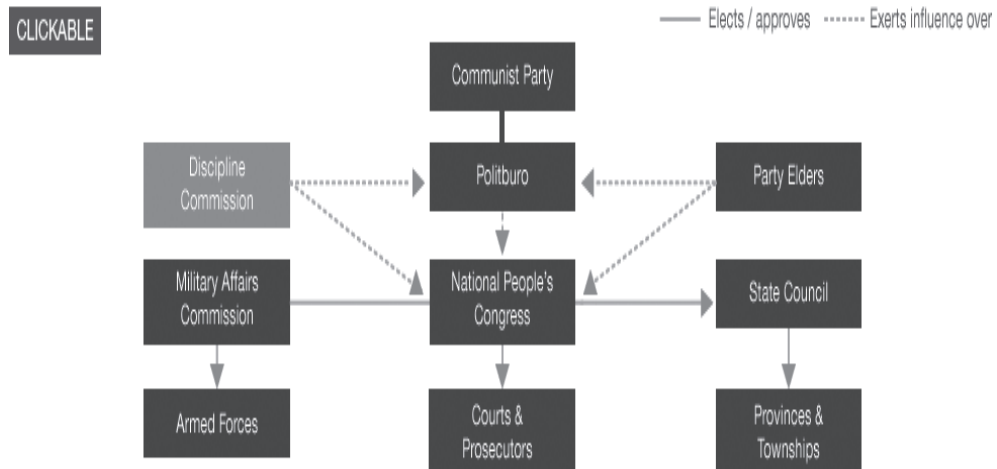 CLICKABLE
Elects / approves
Exerts influence over
Communist Party
Discipline
Commission
Politburo
Party Elders
Military Affairs
Commission
National People's
Congress
State Council
Armed Forces
Courts &
Prosecutors
Provinces &
Townships